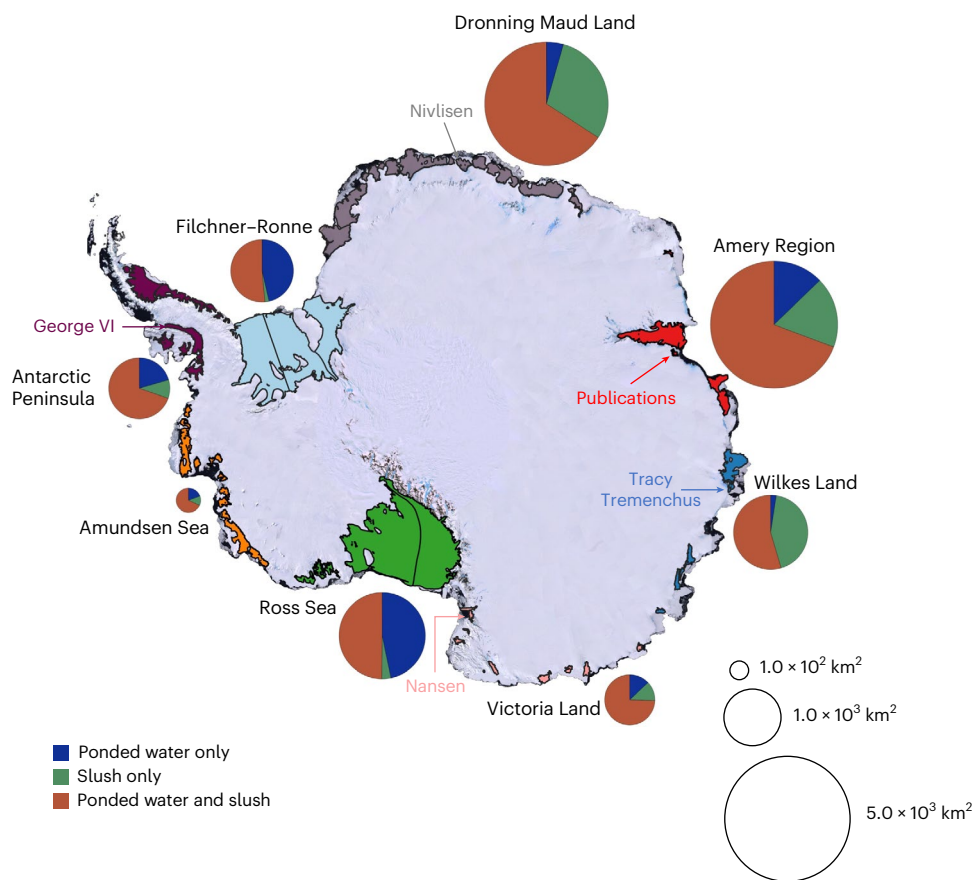 Dronning Maud Land
Nivlisen
Filchner–Ronne
Amery Region
George VI
Antarctic
Peninsula
Publications
Tracy
Tremenchus
Wilkes Land
Amundsen Sea
Ross Sea
Nansen
Victoria Land
1.0 × 10² km²
1.0 × 10³ km²
5.0 × 10³ km²
Ponded water only
Slush only
Ponded water and slush